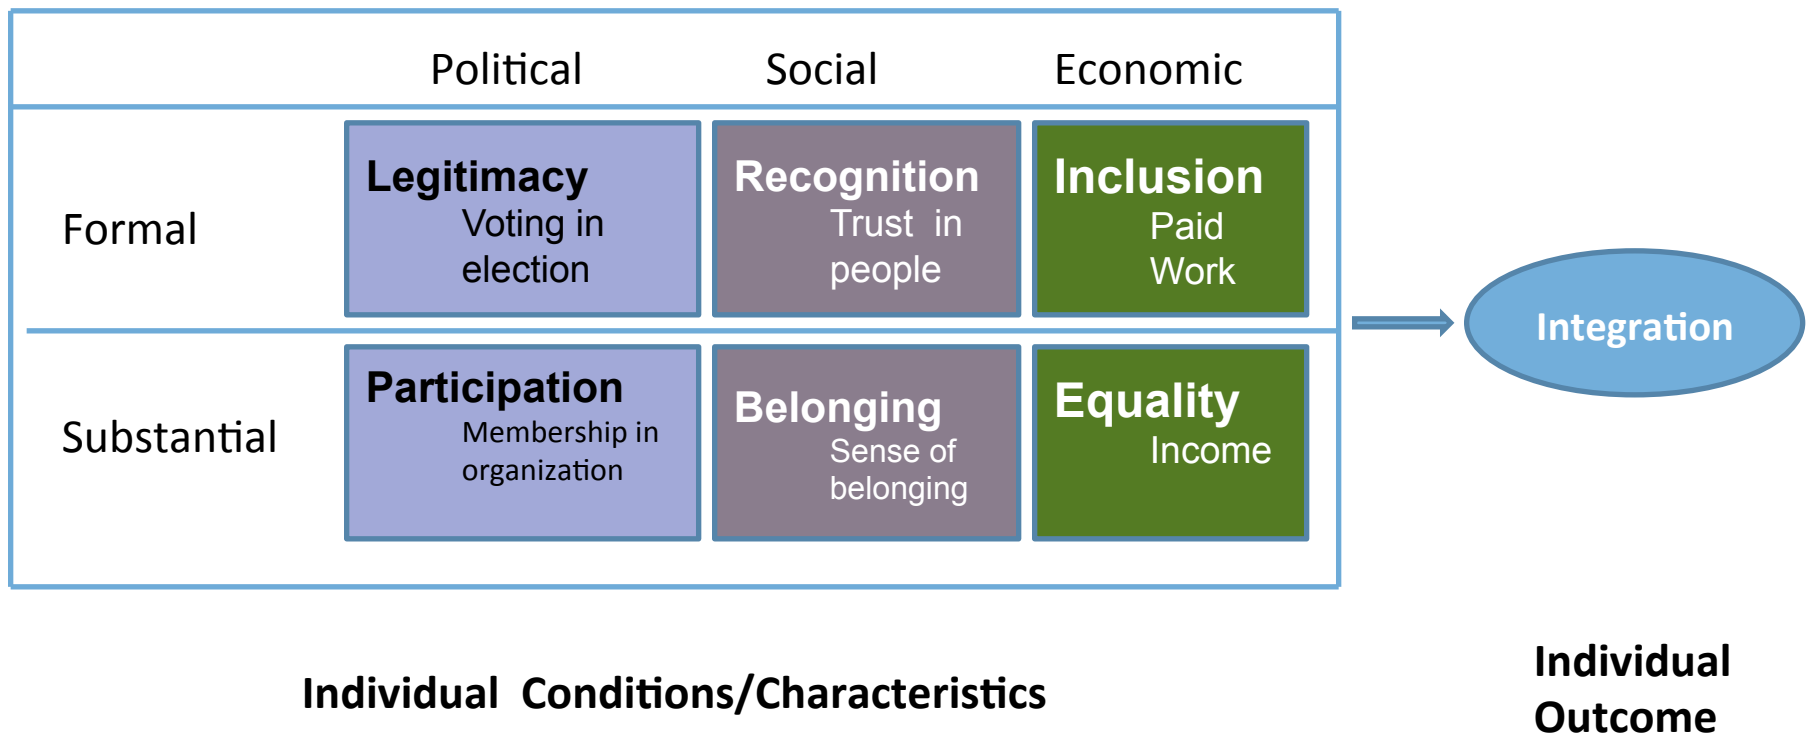 Political Social Economic
Formal
Legitimacy
Voting in
election
Recognition
Trust in
people
Inclusion
Paid
Work
Substantial
Participation
Membership in
organization
Belonging
Sense of
belonging
Equality
Income
Integration
Individual Conditions/Characteristics
Individual
Outcome